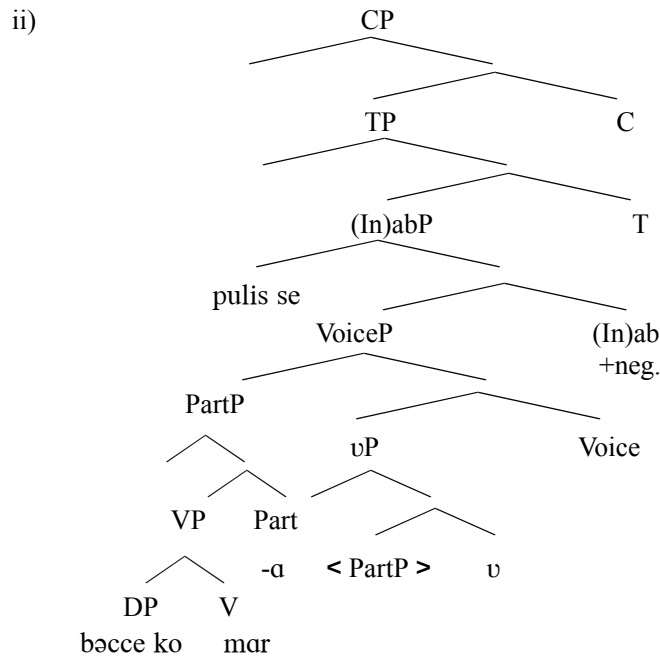 ii) CP
TP C
(In)abP T
pulis se
VoiceP (In)ab
+neg.
PartP
ʋP Voice
VP Part
-ɑ < PartP > ʋ
DP V
bəcce ko mɑr